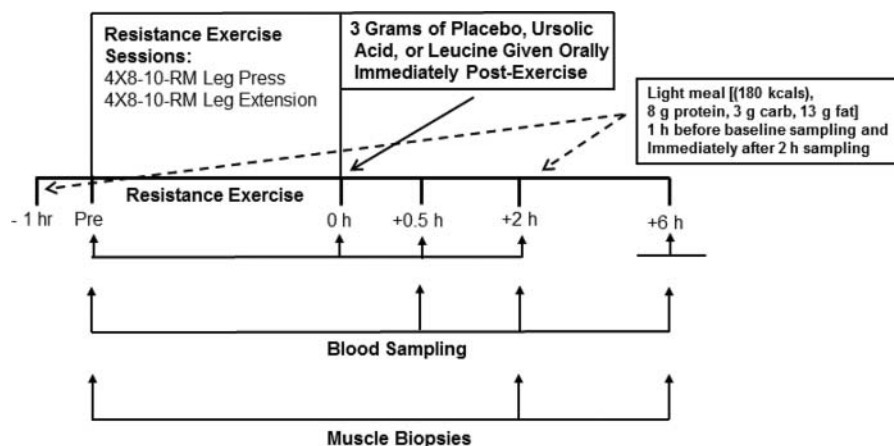 Resistance Exercise
Sessions:
4X8-10-RM Leg Press
4X8-10-RM Leg Extension
3 Grams of Placebo, Ursolic
Acid, or Leucine Given Orally
Immediately Post-Exercise
Light meal [(180 kcals),
8 g protein, 3 g carb, 13 g fat]
1 h before baseline sampling and
Immediately after 2 h sampling
Resistance Exercise
- 1 hr
Pre
0 h
+0.5 h
+2 h
+6 h
Blood Sampling
Muscle Biopsies